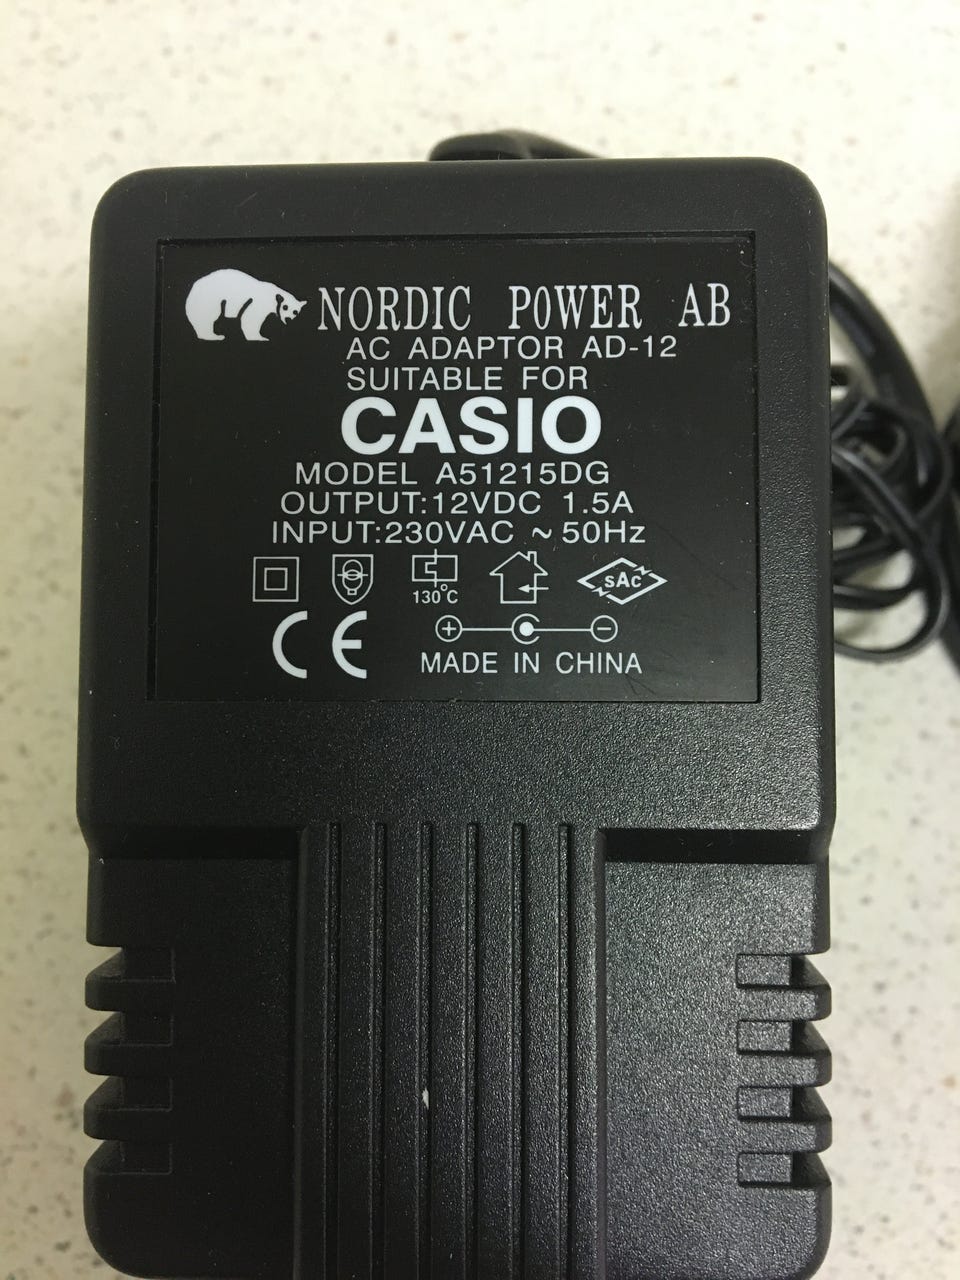 NORDIC POWER AB
AC ADAPTOR AD-12
SUITABLE FOR
CASIO
MODEL A51215DG
OUTPUT:12VDC 1.5A
INPUT:230VAC ~ 50Hz
130°C
sAc
CE
+ −
MADE IN CHINA